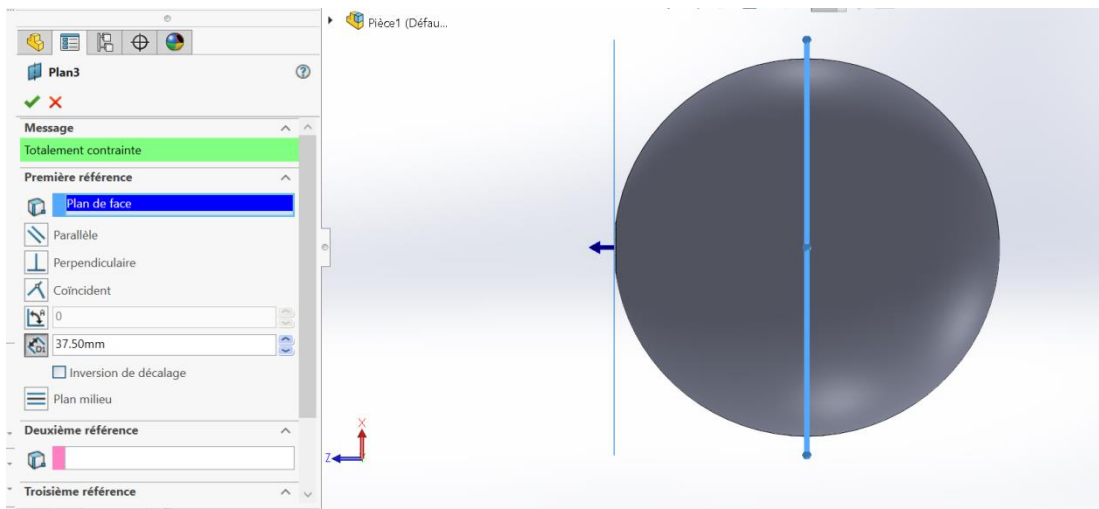 Pièce1 (Défau...
Plan3
Message
Totalement contrainte
Première référence
Plan de face
Parallèle
Perpendiculaire
Coïncident
0
37.50mm
Inversion de décalage
Plan milieu
Deuxième référence
Troisième référence
X
Z